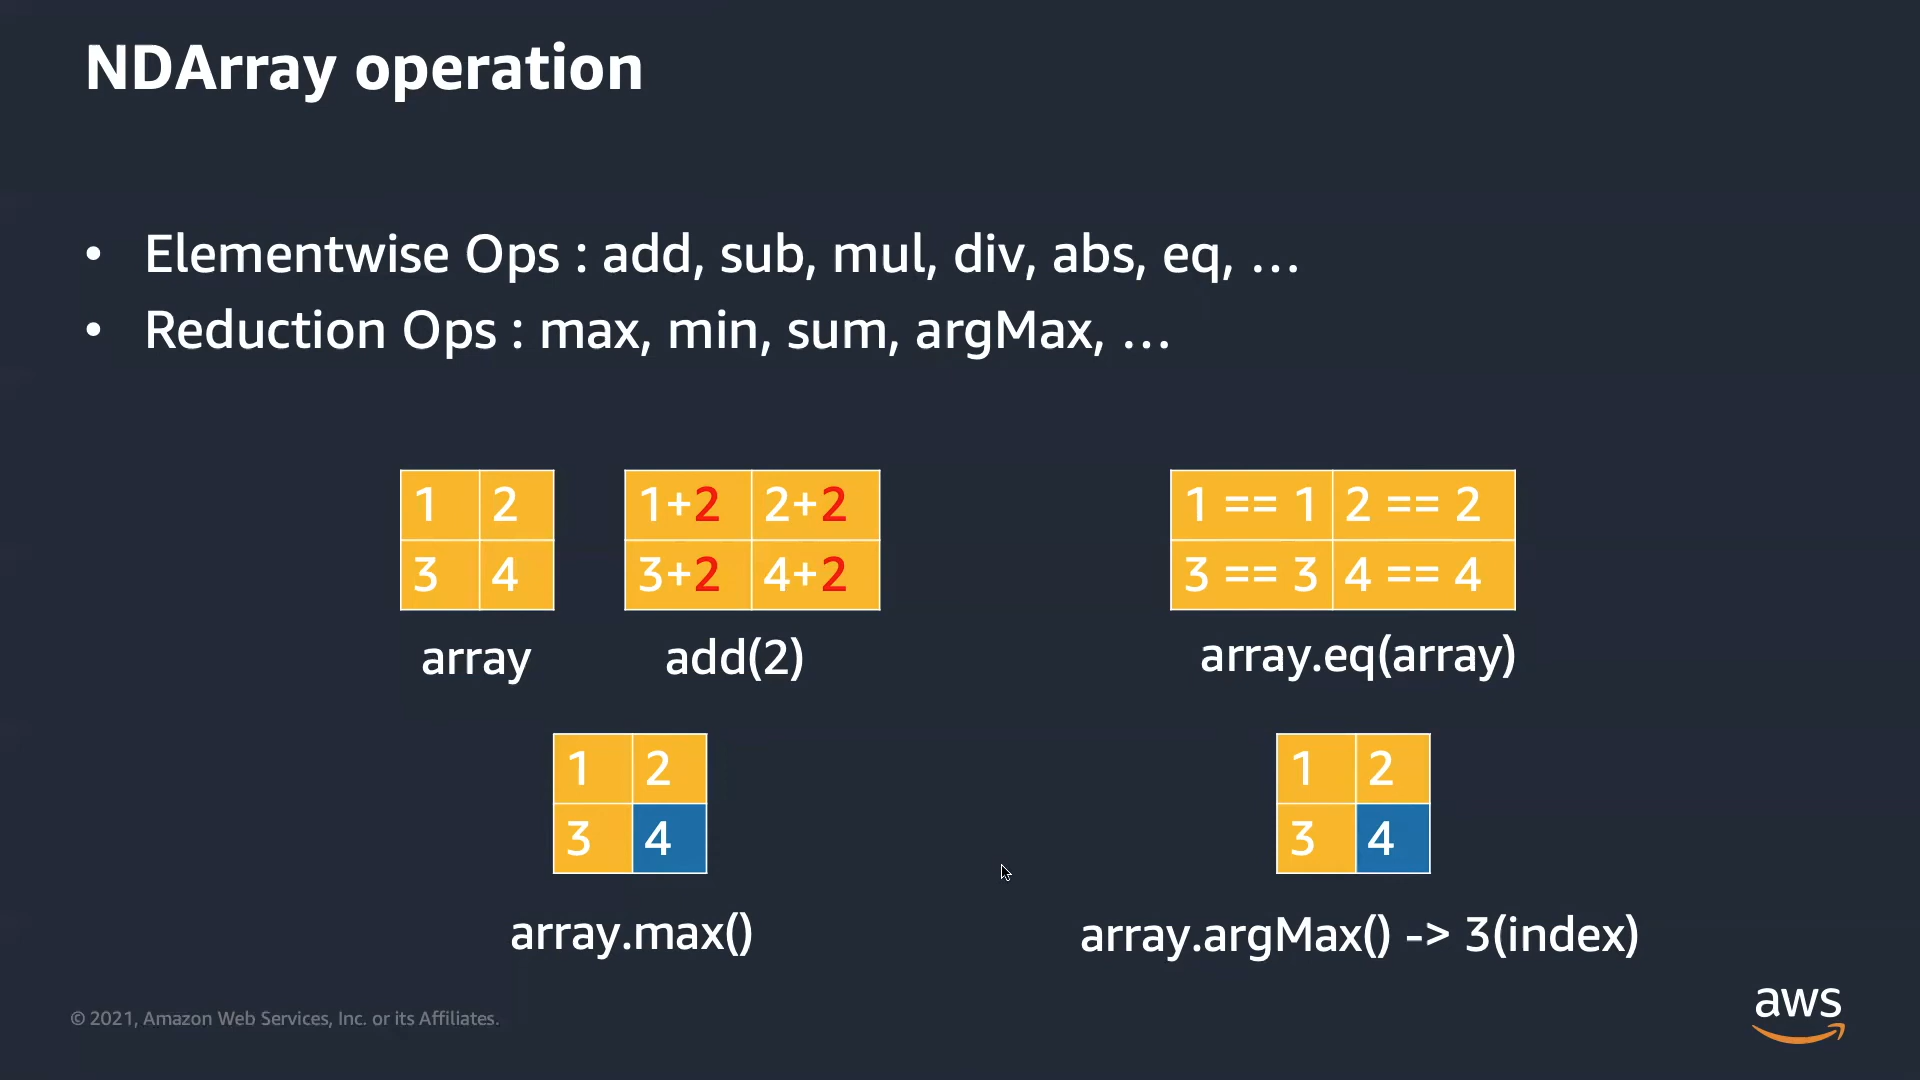 NDArray operation
• Elementwise Ops : add, sub, mul, div, abs, eq, …
• Reduction Ops : max, min, sum, argMax, …
1 2
3 4
array
1+2 2+2
3+2 4+2
add(2)
1 == 1 2 == 2
3 == 3 4 == 4
array.eq(array)
1 2
3 4
array.max()
1 2
3 4
array.argMax() -> 3(index)
© 2021, Amazon Web Services, Inc. or its Affiliates.
aws